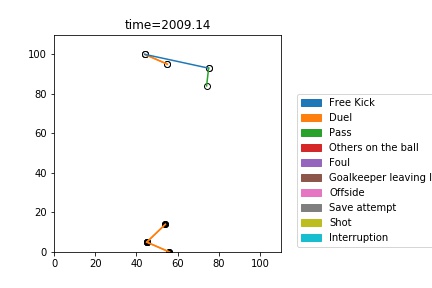 time=2009.14
100
80
60
40
20
0
0 20 40 60 80 100
Free Kick
Duel
Pass
Others on the ball
Foul
Goalkeeper leaving l
Offside
Save attempt
Shot
Interruption